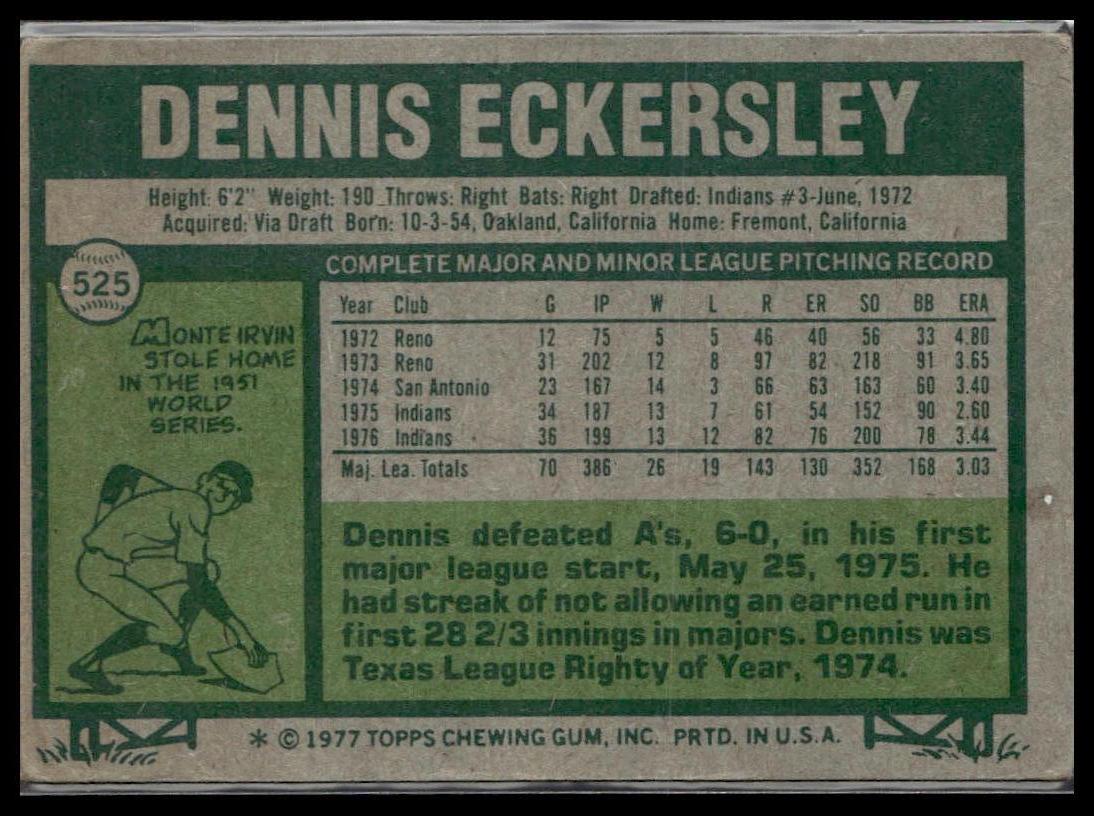 DENNIS ECKERSLEY
Height: 6'2" Weight: 190 Throws: Right Bats: Right Drafted: Indians #3-June, 1972
Acquired: Via Draft Born: 10-3-54, Oakland, California Home: Fremont, California
525
MONTE IRVIN
STOLE HOME
IN THE 1951
WORLD
SERIES.
COMPLETE MAJOR AND MINOR LEAGUE PITCHING RECORD
Year Club G IP W L R ER SO BB ERA
1972 Reno 12 75 5 5 46 40 56 33 4.80
1973 Reno 31 202 12 8 97 82 218 91 3.65
1974 San Antonio 23 167 14 3 66 63 163 60 3.40
1975 Indians 34 187 13 7 61 54 152 90 2.60
1976 Indians 36 199 13 12 82 76 200 78 3.44
Maj. Lea. Totals 70 386 26 19 143 130 352 168 3.03
Dennis defeated A's, 6-0, in his first
major league start, May 25, 1975. He
had streak of not allowing an earned run in
first 28 2/3 innings in majors. Dennis was
Texas League Righty of Year, 1974.
* © 1977 TOPPS CHEWING GUM, INC. PRTD. IN U.S.A.